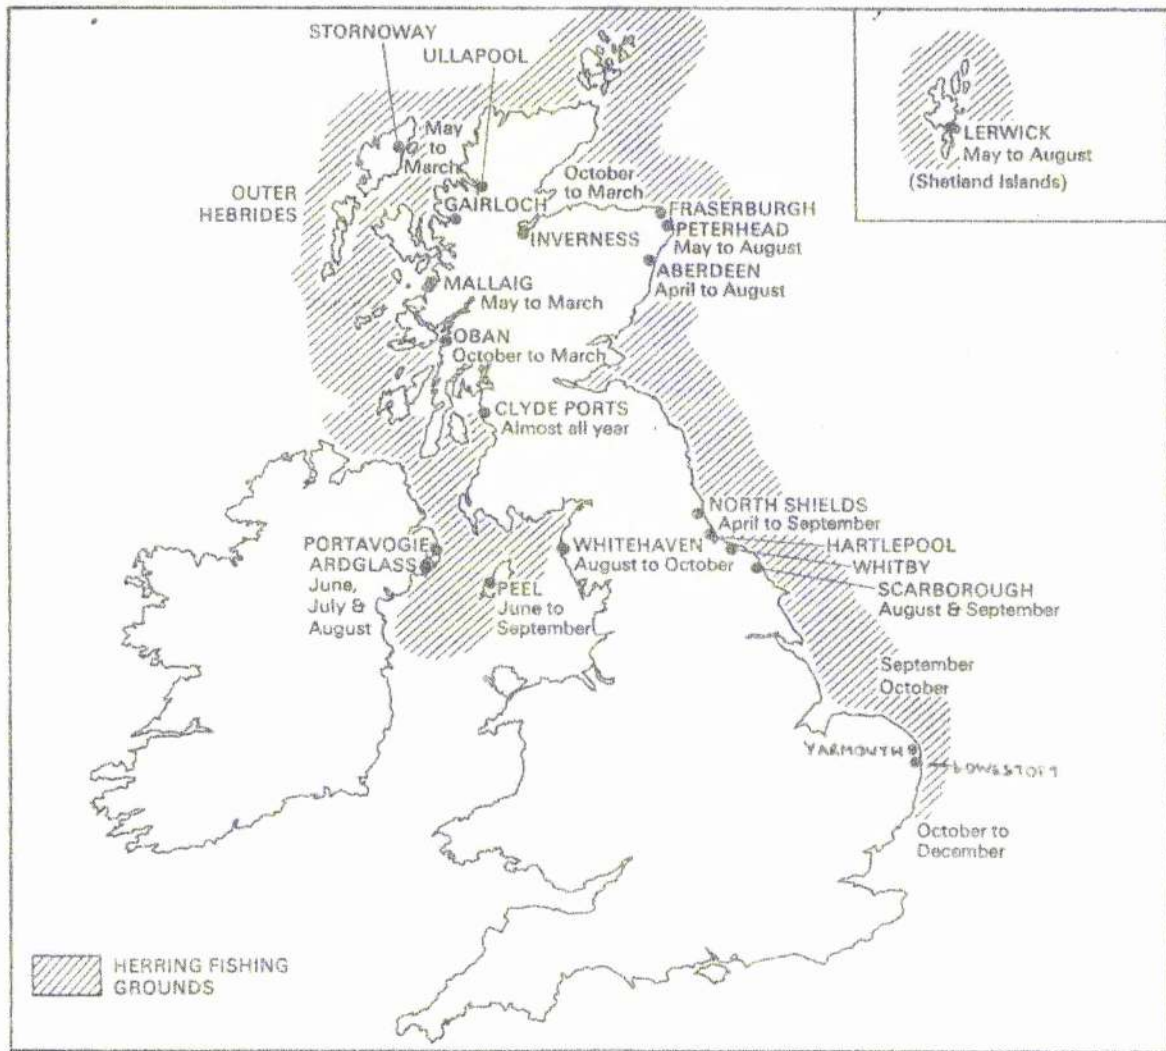 STORNOWAY
ULLAPOOL
May
to
March
OUTER
HEBRIDES
GAIRLOCH
October
to March
INVERNESS
FRASERBURGH
PETERHEAD
May to August
ABERDEEN
April to August
LERWICK
May to August
(Shetland Islands)
MALLAIG
May to March
OBAN
October to March
CLYDE PORTS
Almost all year
NORTH SHIELDS
April to September
HARTLEPOOL
WHITBY
SCARBOROUGH
August & September
PORTAVOGIE
ARDGLASS
June,
July &
August
PEEL
June to
September
WHITEHAVEN
August to October
September
October
YARMOUTH
LOWESTOFT
October to
December
HERRING FISHING
GROUNDS